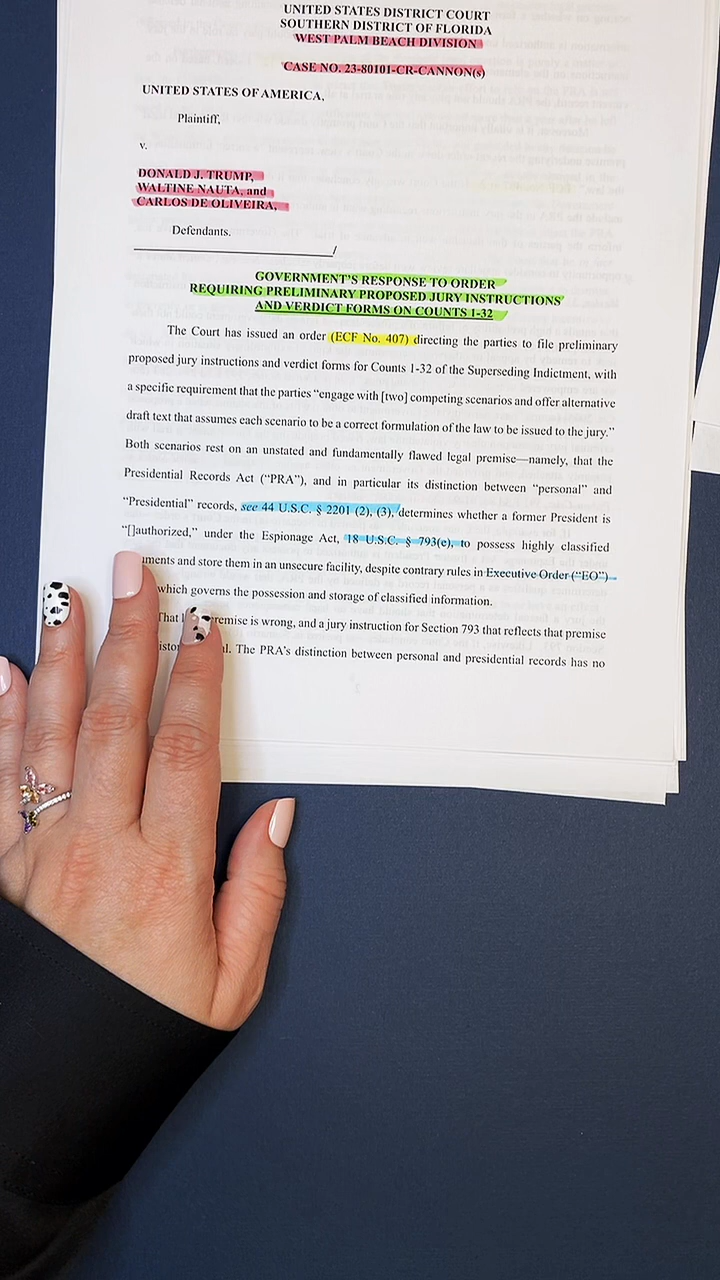 UNITED STATES DISTRICT COURT
SOUTHERN DISTRICT OF FLORIDA
WEST PALM BEACH DIVISION
CASE NO. 23-80101-CR-CANNON(s)
UNITED STATES OF AMERICA,
Plaintiff,
v.
DONALD J. TRUMP,
WALTINE NAUTA, and
CARLOS DE OLIVEIRA,
Defendants.
/
GOVERNMENT'S RESPONSE TO ORDER
REQUIRING PRELIMINARY PROPOSED JURY INSTRUCTIONS
AND VERDICT FORMS ON COUNTS 1-32
The Court has issued an order (ECF No. 407) directing the parties to file preliminary
proposed jury instructions and verdict forms for Counts 1-32 of the Superseding Indictment, with
a specific requirement that the parties “engage with [two] competing scenarios and offer alternative
draft text that assumes each scenario to be a correct formulation of the law to be issued to the jury.”
Both scenarios rest on an unstated and fundamentally flawed legal premise—namely, that the
Presidential Records Act (“PRA”), and in particular its distinction between “personal” and
“Presidential” records, see 44 U.S.C. § 2201 (2), (3), determines whether a former President is
“[]authorized,” under the Espionage Act, 18 U.S.C. § 793(e), to possess highly classified
uments and store them in an unsecure facility, despite contrary rules in Executive Order (“EO”)
which governs the possession and storage of classified information.
That premise is wrong, and a jury instruction for Section 793 that reflects that premise
The PRA's distinction between personal and presidential records has no